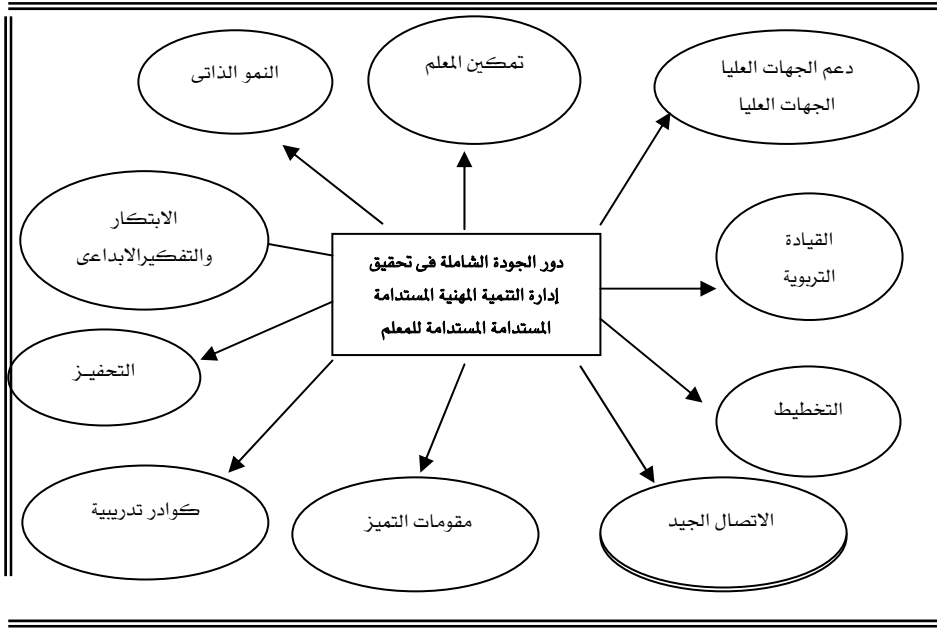 دعم الجهات العليا
الجهات العليا
تمكين المعلم
النمو الذاتى
القيادة
التربوية
الابتكار
والتفكيرالابداعى
دور الجودة الشاملة فى تحقيق
إدارة التنمية المهنية المستدامة
المستدامة المستدامة للمعلم
التخطيط
التحفيـز
الاتصال الجيد
مقومات التميز
كوادر تدريبية